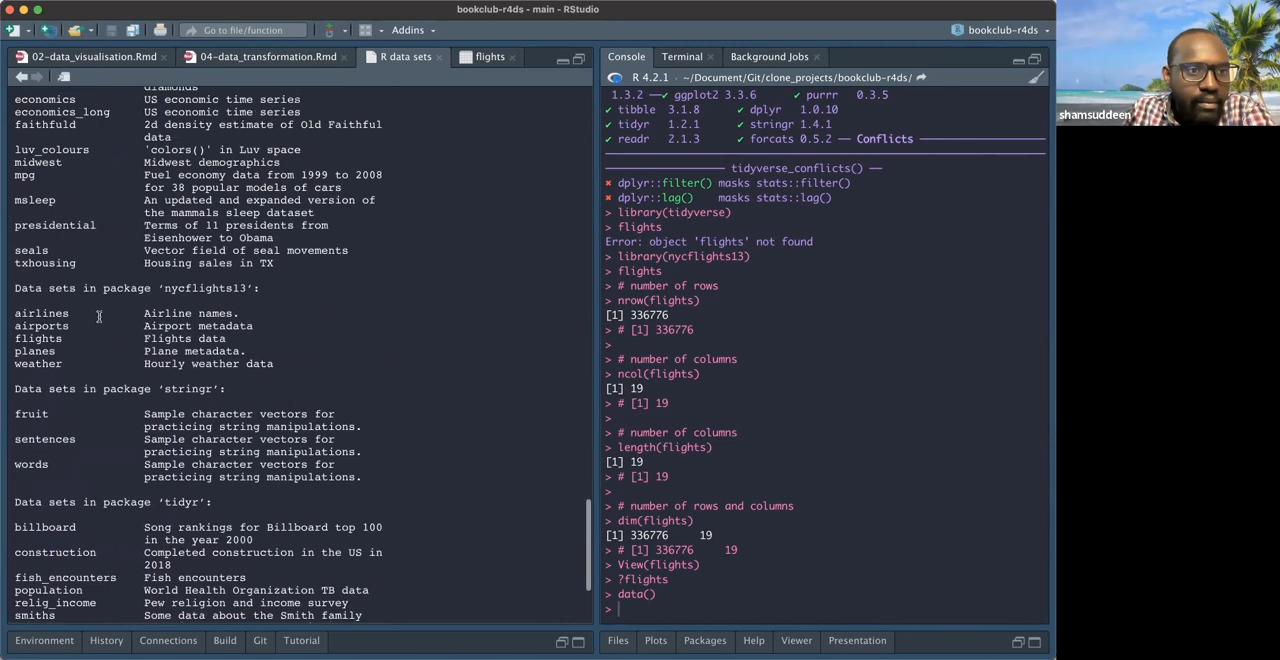 bookclub-r4ds - main - RStudio
Go to file/function
Addins
bookclub-r4ds
02-data_visualisation.Rmd
04-data_transformation.Rmd
R data sets
flights
diamonds
economics US economic time series
economics_long US economic time series
faithfuld 2d density estimate of Old Faithful
data
luv_colours 'colors()' in Luv space
midwest Midwest demographics
mpg Fuel economy data from 1999 to 2008
for 38 popular models of cars
msleep An updated and expanded version of
the mammals sleep dataset
presidential Terms of 11 presidents from
Eisenhower to Obama
seals Vector field of seal movements
txhousing Housing sales in TX
Data sets in package ‘nycflights13’:
airlines Airline names.
airports Airport metadata
flights Flights data
planes Plane metadata.
weather Hourly weather data
Data sets in package ‘stringr’:
fruit Sample character vectors for
practicing string manipulations.
sentences Sample character vectors for
practicing string manipulations.
words Sample character vectors for
practicing string manipulations.
Data sets in package ‘tidyr’:
billboard Song rankings for Billboard top 100
in the year 2000
construction Completed construction in the US in
2018
fish_encounters Fish encounters
population World Health Organization TB data
relig_income Pew religion and income survey
smiths Some data about the Smith family
Environment History Connections Build Git Tutorial
Console Terminal Background Jobs
R 4.2.1 · ~/Document/Git/clone_projects/bookclub-r4ds/
1.3.2 —✔ ggplot2 3.3.6 ✔ purrr 0.3.5
✔ tibble 3.1.8 ✔ dplyr 1.0.10
✔ tidyr 1.2.1 ✔ stringr 1.4.1
✔ readr 2.1.3 ✔ forcats 0.5.2 — Conflicts
tidyverse_conflicts() —
✖ dplyr::filter() masks stats::filter()
✖ dplyr::lag() masks stats::lag()
> library(tidyverse)
> flights
Error: object 'flights' not found
> library(nycflights13)
> flights
> # number of rows
> nrow(flights)
[1] 336776
> # [1] 336776
>
> # number of columns
> ncol(flights)
[1] 19
> # [1] 19
>
> # number of columns
> length(flights)
[1] 19
> # [1] 19
>
> # number of rows and columns
> dim(flights)
[1] 336776 19
> # [1] 336776 19
> View(flights)
> ?flights
> data()
>
Files Plots Packages Help Viewer Presentation
shamsuddeen